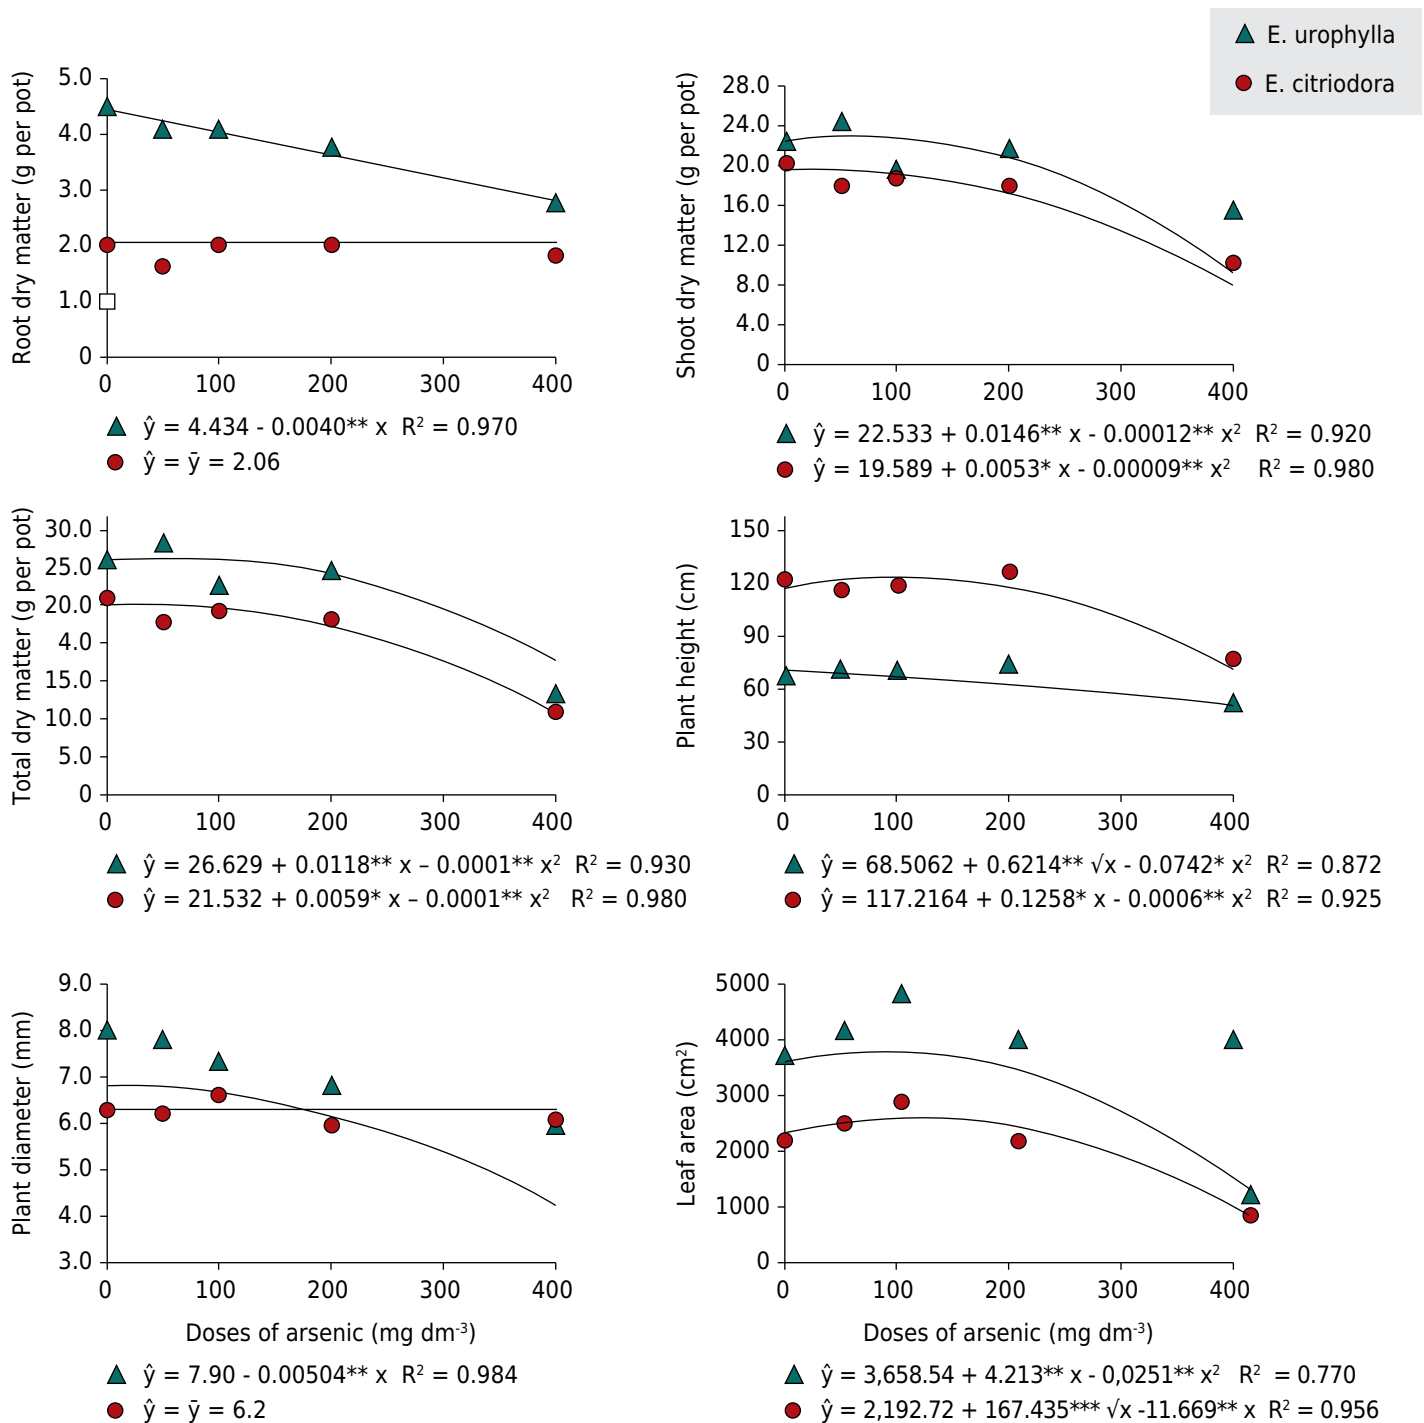 E. urophylla
E. citriodora
Root dry matter (g per pot)
5.0
4.0
3.0
2.0
1.0
0
0 100 200 300 400
ŷ = 4.434 - 0.0040** x R² = 0.970
ŷ = ȳ = 2.06
Shoot dry matter (g per pot)
28.0
24.0
20.0
16.0
12.0
8.0
4.0
0
0 100 200 300 400
ŷ = 22.533 + 0.0146** x - 0.00012** x² R² = 0.920
ŷ = 19.589 + 0.0053* x - 0.00009** x² R² = 0.980
Total dry matter (g per pot)
30.0
25.0
20.0
4.0
15.0
10.0
5.0
0
0 100 200 300 400
ŷ = 26.629 + 0.0118** x – 0.0001** x² R² = 0.930
ŷ = 21.532 + 0.0059* x – 0.0001** x² R² = 0.980
Plant height (cm)
150
120
90
60
30
0
0 100 200 300 400
ŷ = 68.5062 + 0.6214** √x - 0.0742* x² R² = 0.872
ŷ = 117.2164 + 0.1258* x - 0.0006** x² R² = 0.925
Plant diameter (mm)
9.0
8.0
7.0
6.0
5.0
4.0
3.0
0 100 200 300 400
Doses of arsenic (mg dm⁻³)
ŷ = 7.90 - 0.00504** x R² = 0.984
ŷ = ȳ = 6.2
Leaf area (cm²)
5000
4000
3000
2000
1000
0
0 100 200 300 400
Doses of arsenic (mg dm⁻³)
ŷ = 3,658.54 + 4.213** x - 0,0251** x² R² = 0.770
ŷ = 2,192.72 + 167.435*** √x -11.669** x R² = 0.956